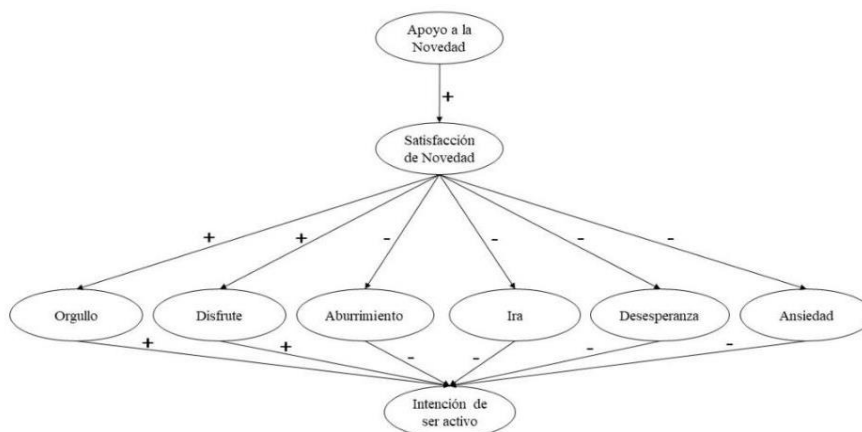 Apoyo a la
Novedad
+
Satisfacción
de Novedad
+ + - - - -
Orgullo Disfrute Aburrimiento Ira Desesperanza Ansiedad
+ + - - - -
Intención de
ser activo